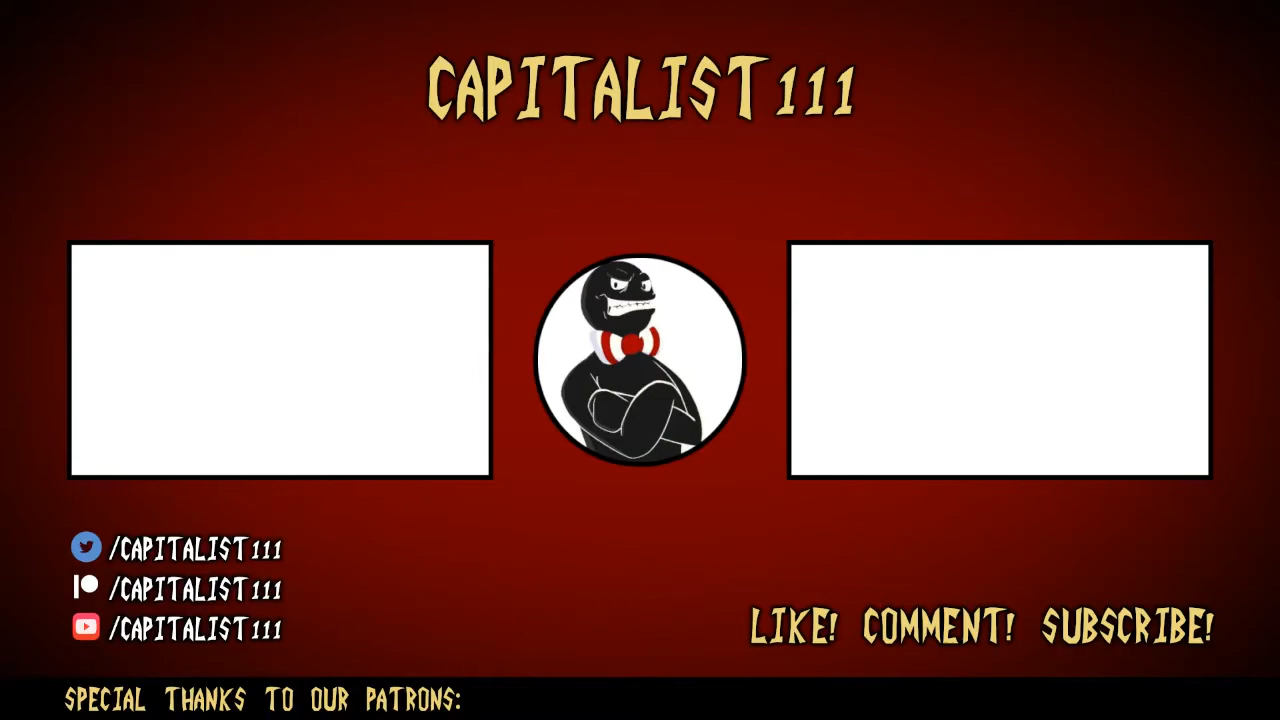 CAPITALIST111
/CAPITALIST111
/CAPITALIST111
/CAPITALIST111
LIKE! COMMENT! SUBSCRIBE!
SPECIAL THANKS TO OUR PATRONS: